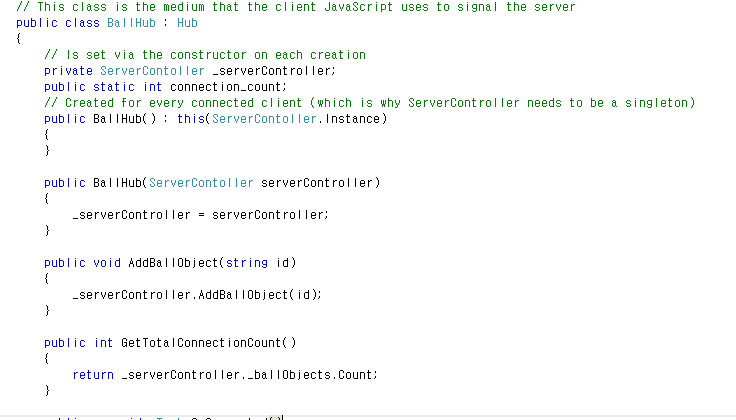 // This class is the medium that the client JavaScript uses to signal the server
public class BallHub : Hub
{
// Is set via the constructor on each creation
private ServerContoller _serverController;
public static int connection_count;
// Created for every connected client (which is why ServerController needs to be a singleton)
public BallHub() : this(ServerContoller.Instance)
{
}
public BallHub(ServerContoller serverController)
{
_serverController = serverController;
}
public void AddBallObject(string id)
{
_serverController.AddBallObject(id);
}
public int GetTotalConnectionCount()
{
return _serverController._ballObjects.Count;
}